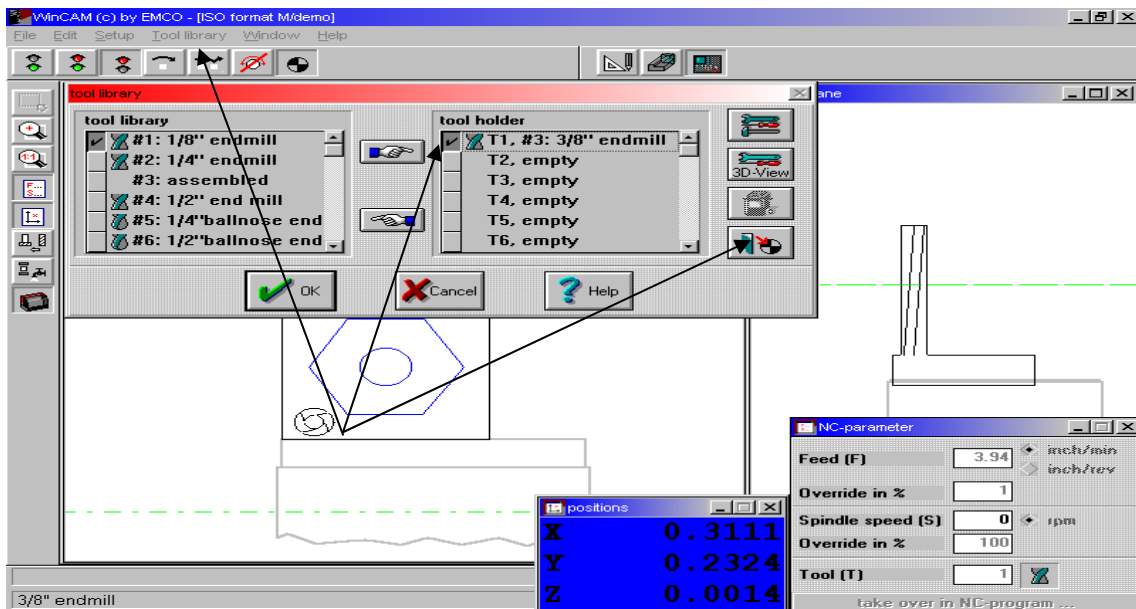 WinCAM (c) by EMCO - [ISO format M/demo]
File Edit Setup Tool library Window Help
tool library
ane
tool library
tool holder
#1: 1/8" endmill
#2: 1/4" endmill
#3: assembled
#4: 1/2" end mill
#5: 1/4"ballnose end
#6: 1/2"ballnose end
T1, #3: 3/8" endmill
T2, empty
T3, empty
T4, empty
T5, empty
T6, empty
3D-View
OK
Cancel
? Help
1:1
F...
S...
NC-parameter
Feed (F) 3.94 inch/min
inch/rev
Override in % 1
Spindle speed (S) 0 rpm
Override in % 100
Tool (T) 1
take over in NC-program ...
positions
X 0.3111
Y 0.2324
Z 0.0014
3/8" endmill